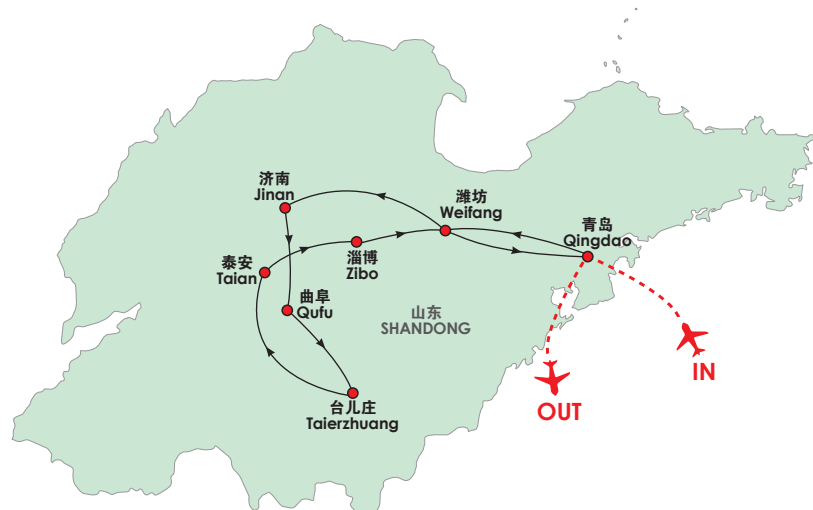 济南
Jinan
潍坊
Weifang
青岛
Qingdao
泰安
Taian
淄博
Zibo
曲阜
Qufu
山东
SHANDONG
台儿庄
Taierzhuang
IN
OUT